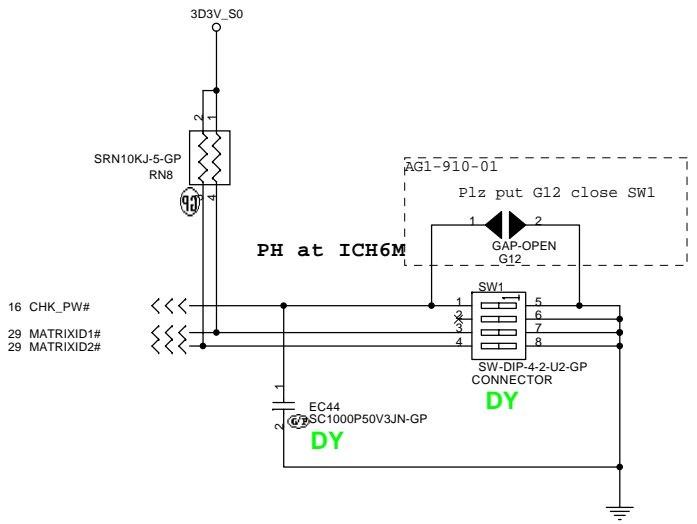 3D3V_S0
2 1
SRN10KJ-5-GP
RN8
3 4
AG1-910-01
Plz put G12 close SW1
1 2
GAP-OPEN
G12
PH at ICH6M
SW1
16 CHK_PW#
1 5
2 6
29 MATRIXID1#
3 7
29 MATRIXID2#
4 8
SW-DIP-4-2-U2-GP
CONNECTOR
DY
1
EC44
2 SC1000P50V3JN-GP
DY